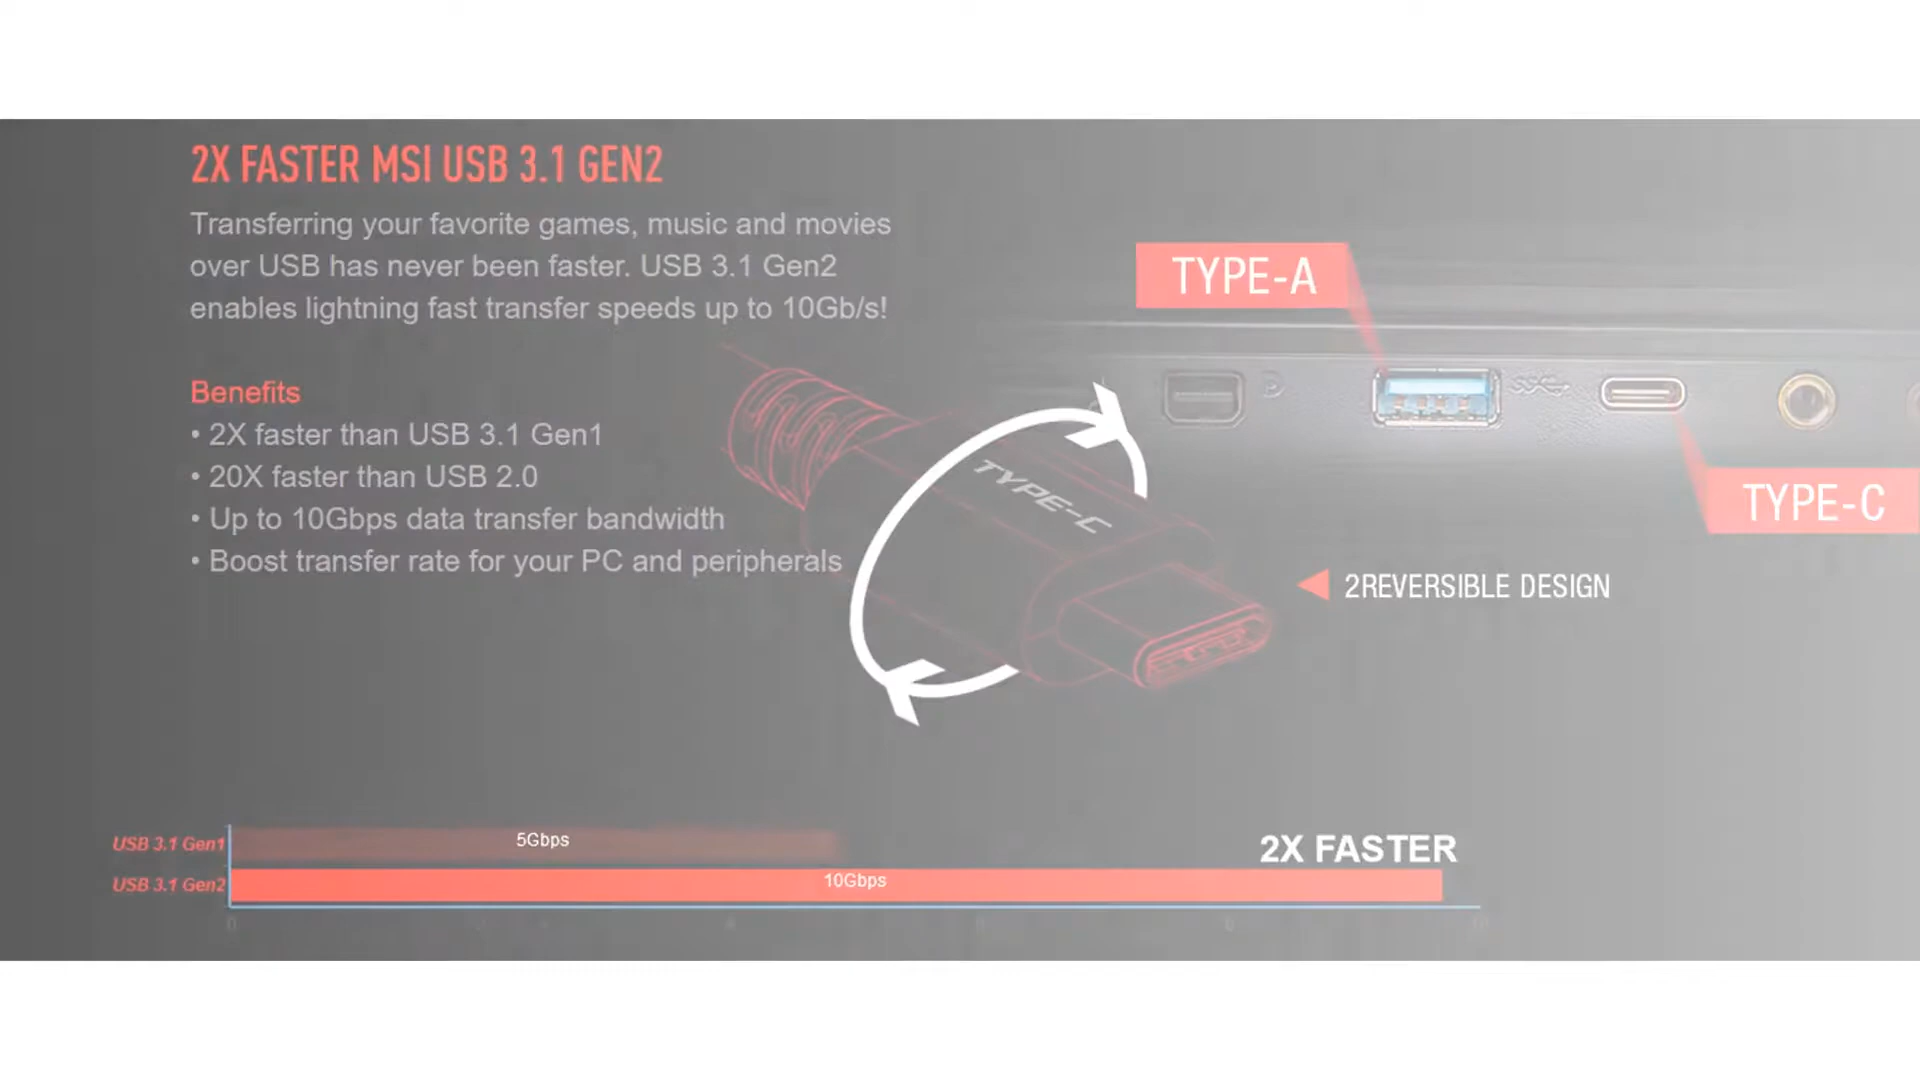 2X FASTER MSI USB 3.1 GEN2
Transferring your favorite games, music and movies
over USB has never been faster. USB 3.1 Gen2
enables lightning fast transfer speeds up to 10Gb/s!
Benefits
• 2X faster than USB 3.1 Gen1
• 20X faster than USB 2.0
• Up to 10Gbps data transfer bandwidth
• Boost transfer rate for your PC and peripherals
TYPE-A
TYPE-C
TYPE-C
2REVERSIBLE DESIGN
USB 3.1 Gen1
5Gbps
2X FASTER
USB 3.1 Gen2
10Gbps